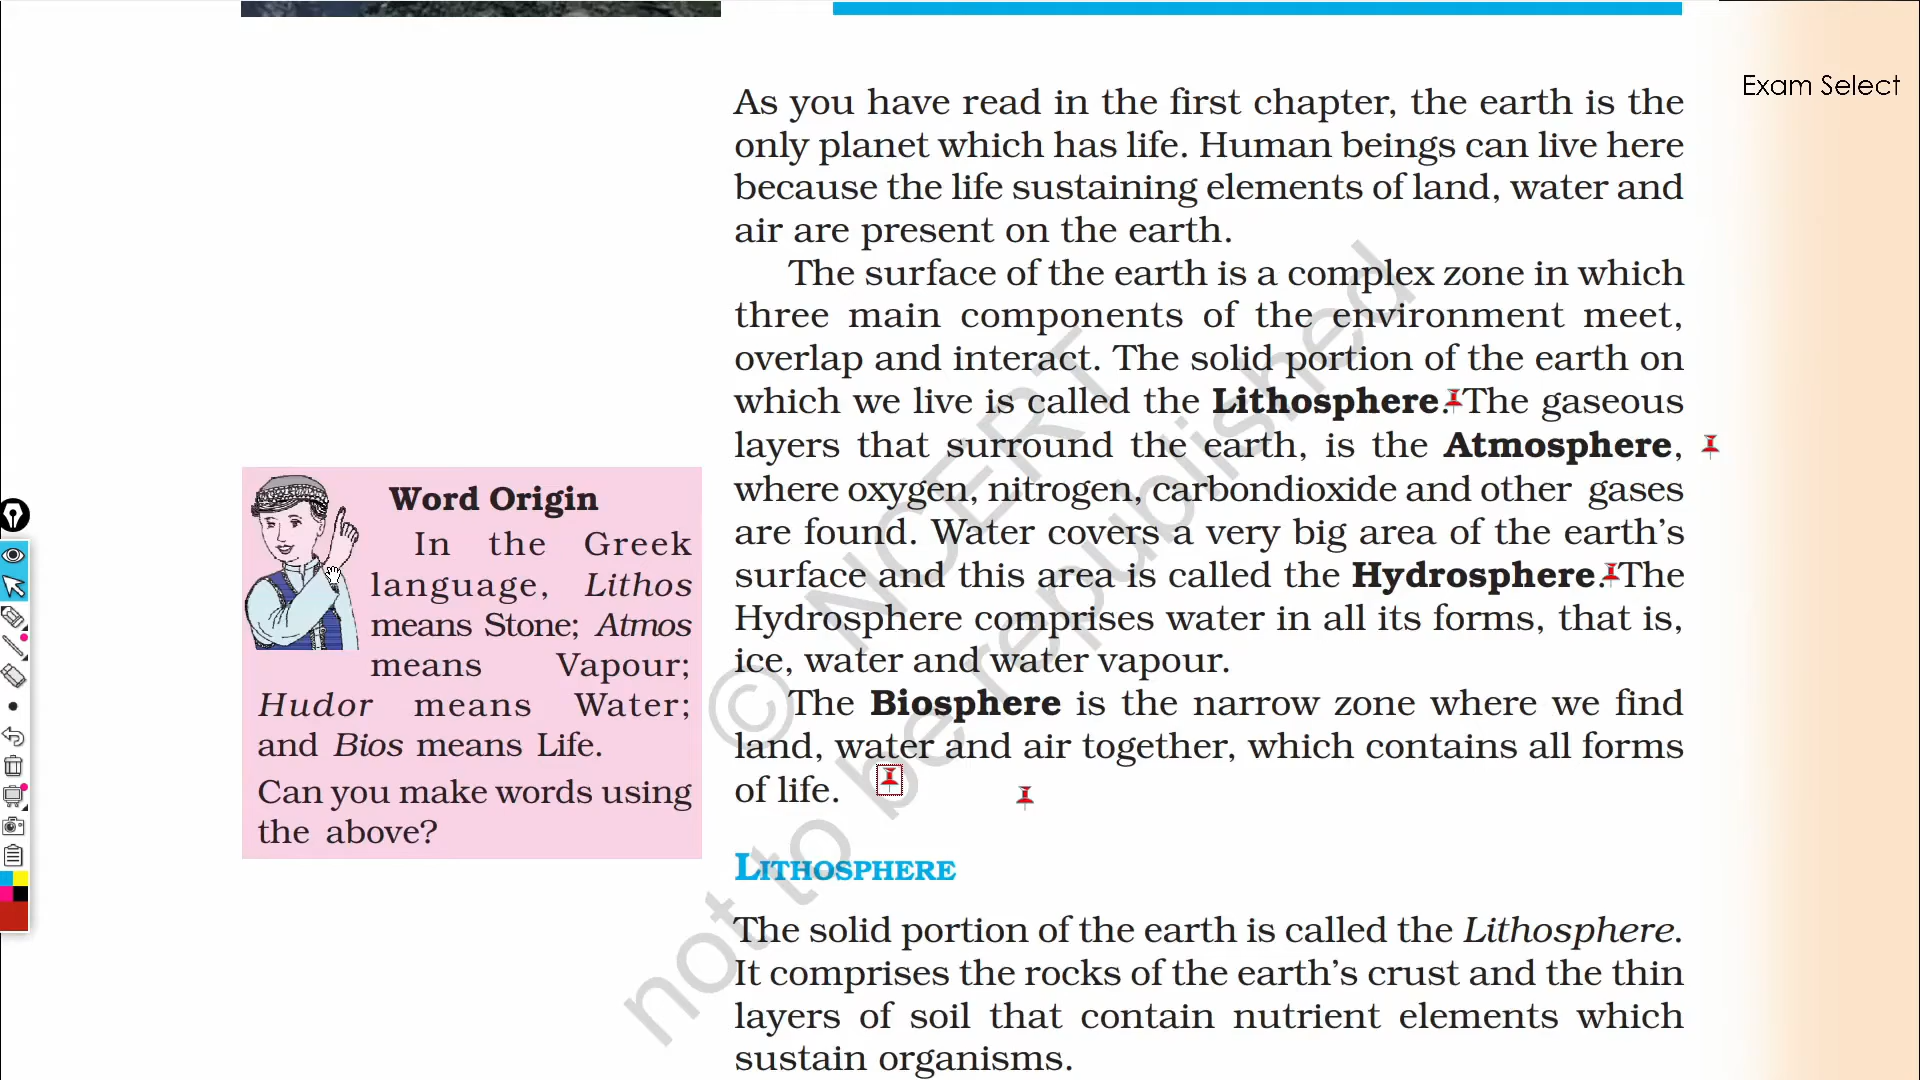 Exam Select
As you have read in the first chapter, the earth is the
only planet which has life. Human beings can live here
because the life sustaining elements of land, water and
air are present on the earth.
The surface of the earth is a complex zone in which
three main components of the environment meet,
overlap and interact. The solid portion of the earth on
which we live is called the Lithosphere. The gaseous
layers that surround the earth, is the Atmosphere,
where oxygen, nitrogen, carbondioxide and other gases
are found. Water covers a very big area of the earth's
surface and this area is called the Hydrosphere. The
Hydrosphere comprises water in all its forms, that is,
ice, water and water vapour.
The Biosphere is the narrow zone where we find
land, water and air together, which contains all forms
of life.
Word Origin
In the Greek
language, Lithos
means Stone; Atmos
means Vapour;
Hudor means Water;
and Bios means Life.
Can you make words using
the above?
LITHOSPHERE
The solid portion of the earth is called the Lithosphere.
It comprises the rocks of the earth's crust and the thin
layers of soil that contain nutrient elements which
sustain organisms.
© NCERT
not to be republished